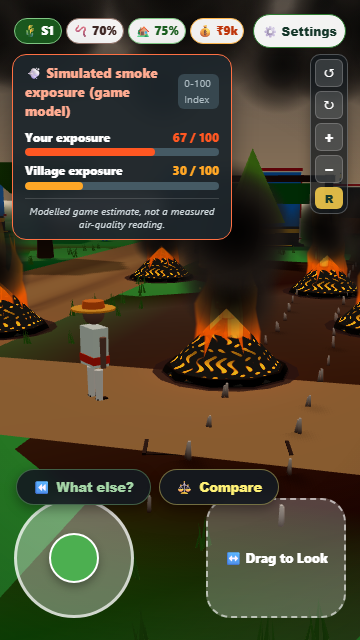 S1
70%
75%
₹9k
Settings
Simulated smoke
exposure (game
model)
0-100
Index
Your exposure 67 / 100
Village exposure 30 / 100
Modelled game estimate, not a measured
air-quality reading.
↺
↻
+
−
R
What else?
Compare
Drag to Look